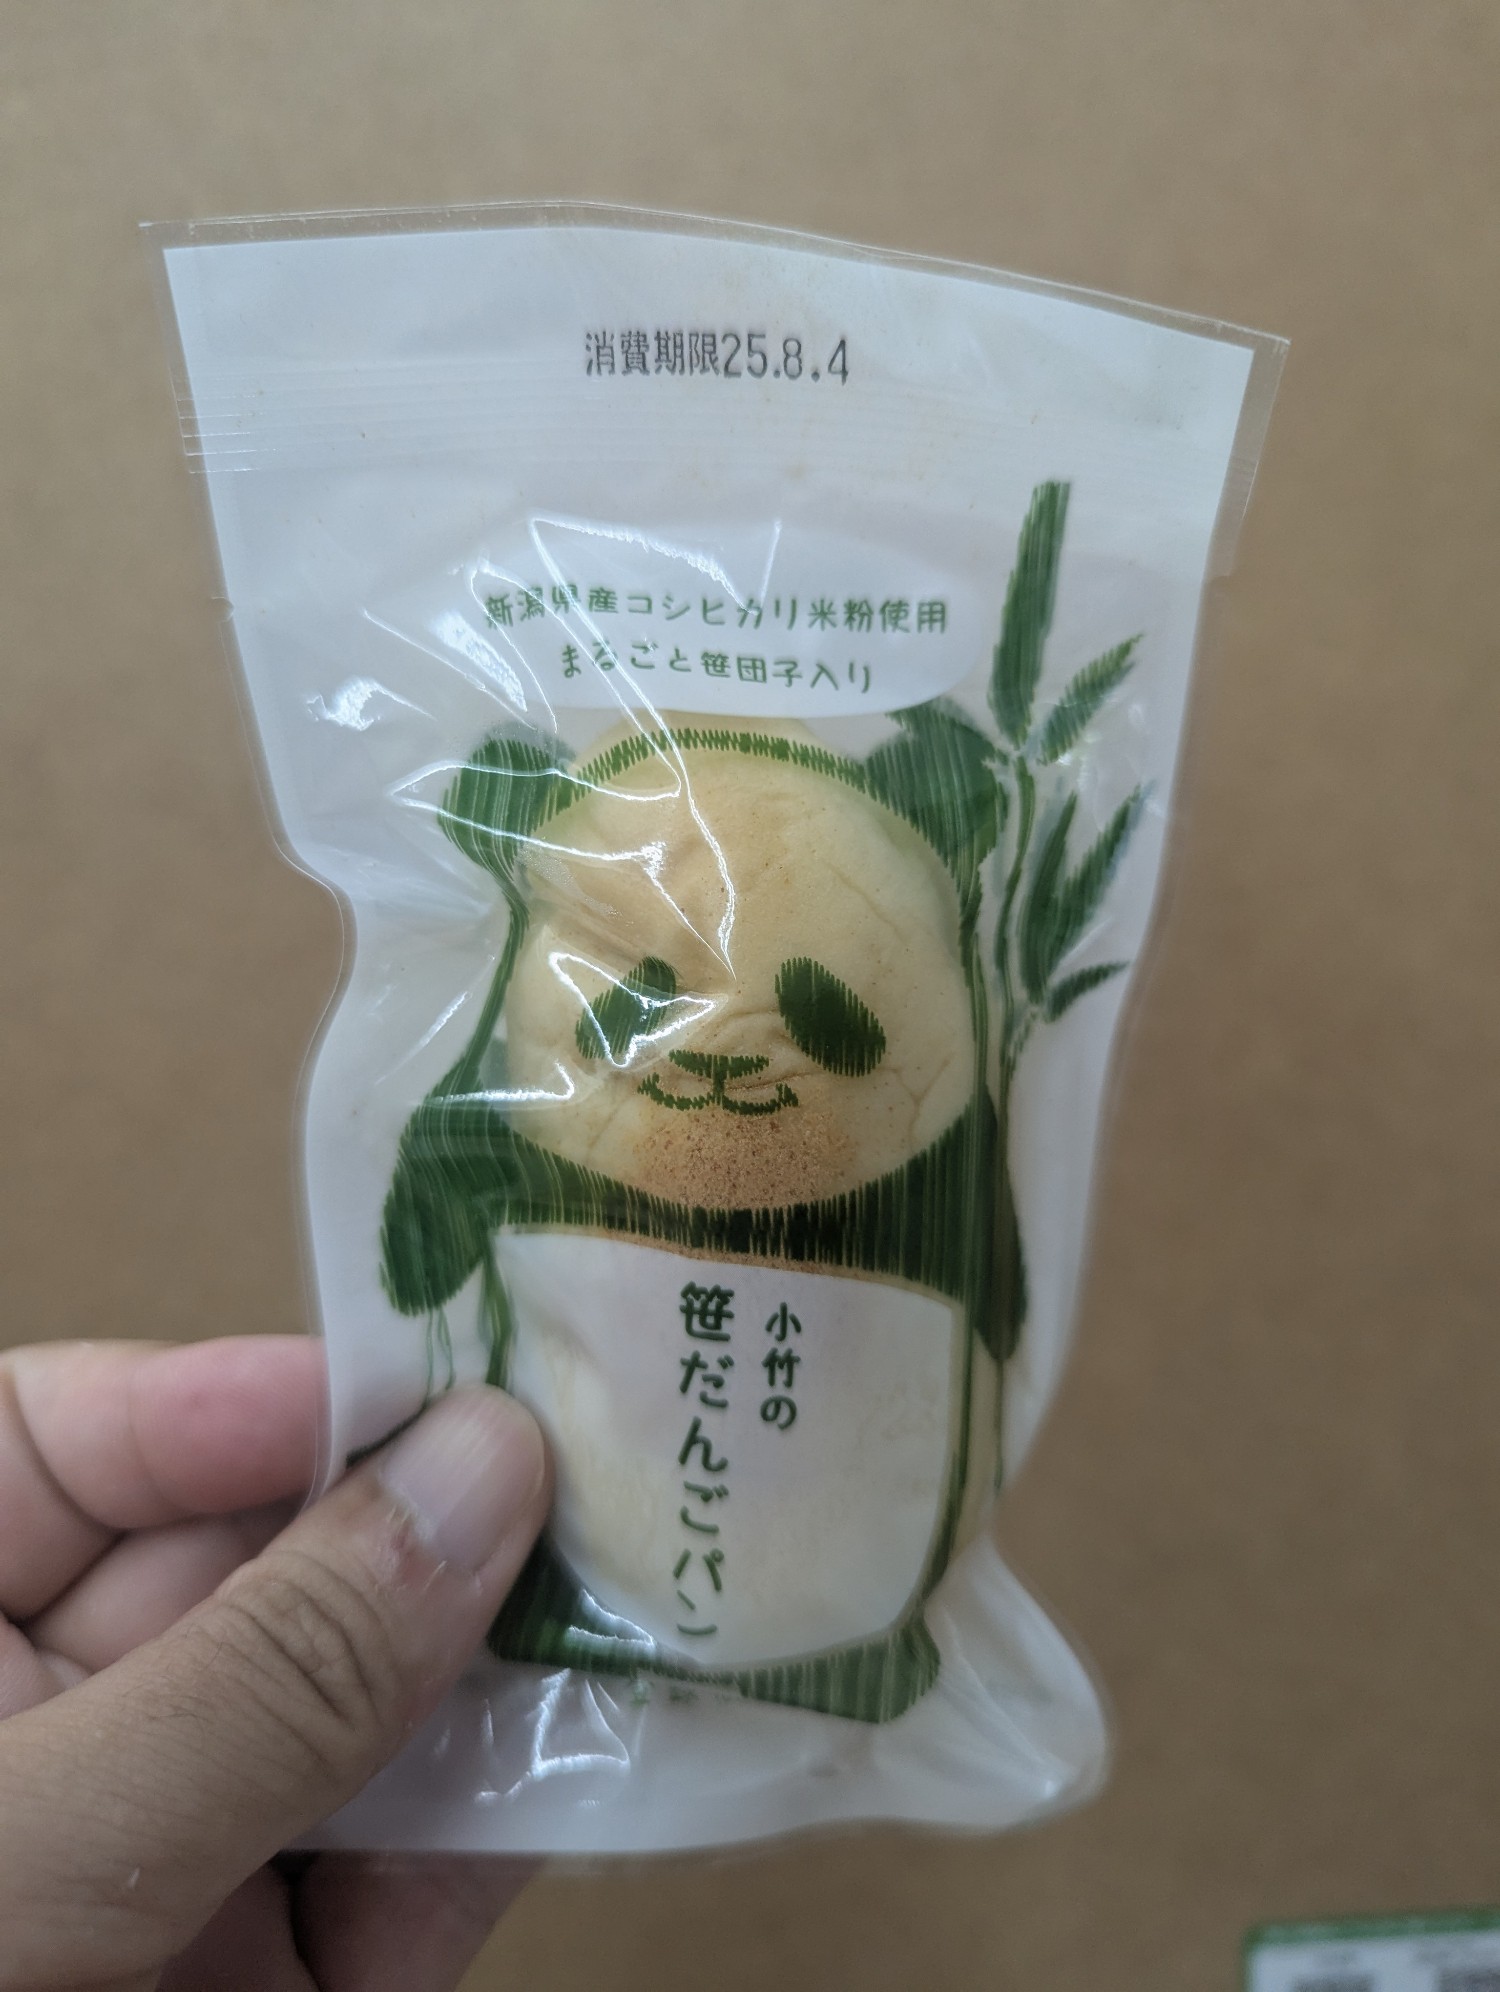 消費期限25.8.4
新潟県産コシヒカリ米粉使用
まるごと笹団子入り
小竹の
笹だんごパン